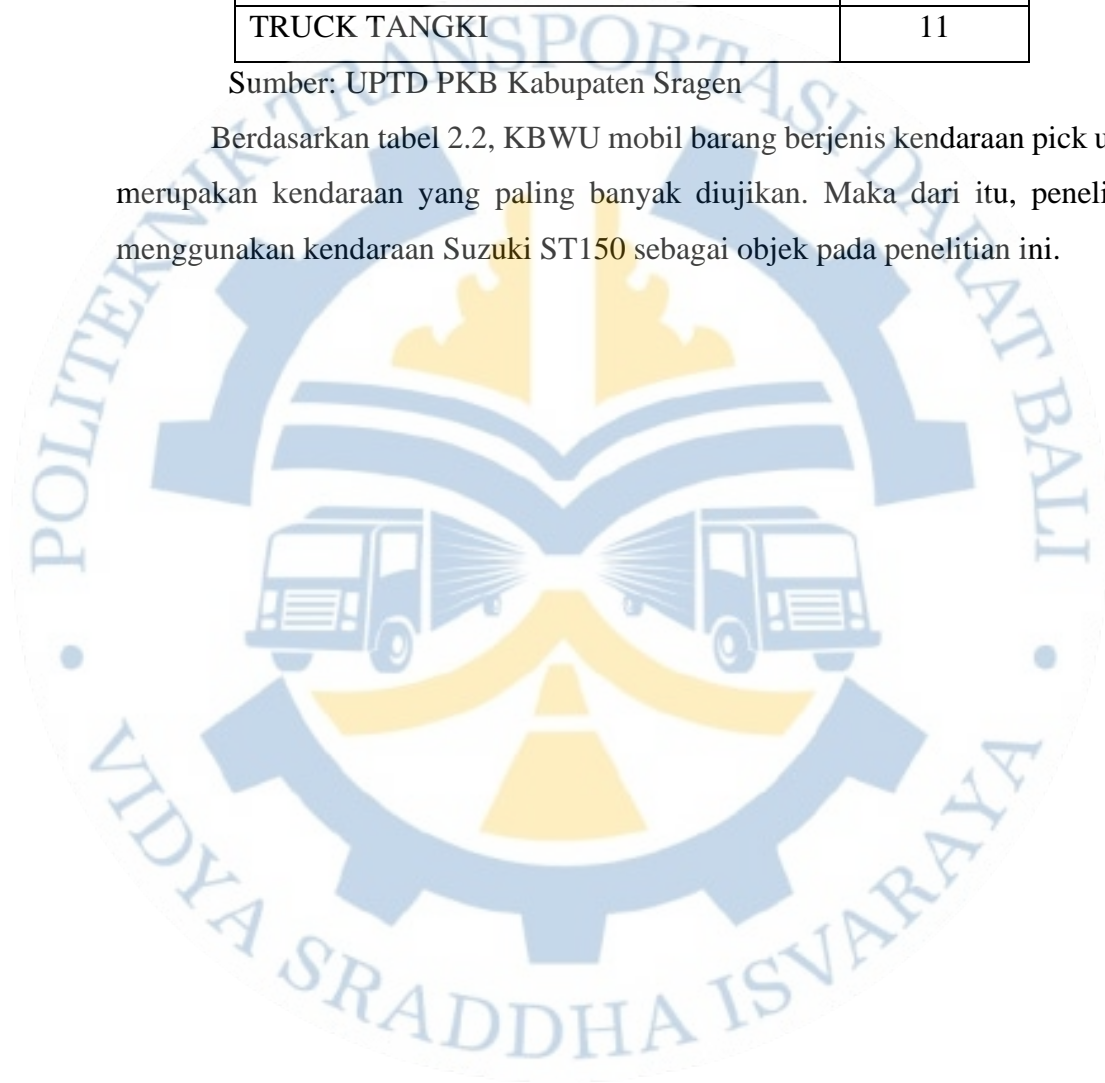 TRUCK TANGKI 11
Sumber: UPTD PKB Kabupaten Sragen
Berdasarkan tabel 2.2, KBWU mobil barang berjenis kendaraan pick u
merupakan kendaraan yang paling banyak diujikan. Maka dari itu, penel
menggunakan kendaraan Suzuki ST150 sebagai objek pada penelitian ini.
POLITEKNIK TRANSPORTASI DARAT BALI
• VIDYA SRADDHA ISVARAYA •